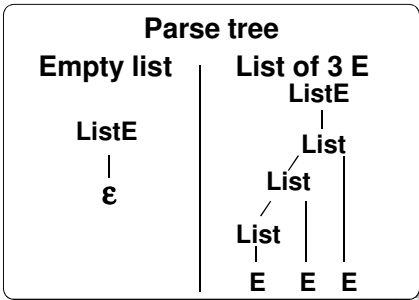 Parse tree
Empty list
ListE
ε
List of 3 E
ListE
List
List
List
E E E